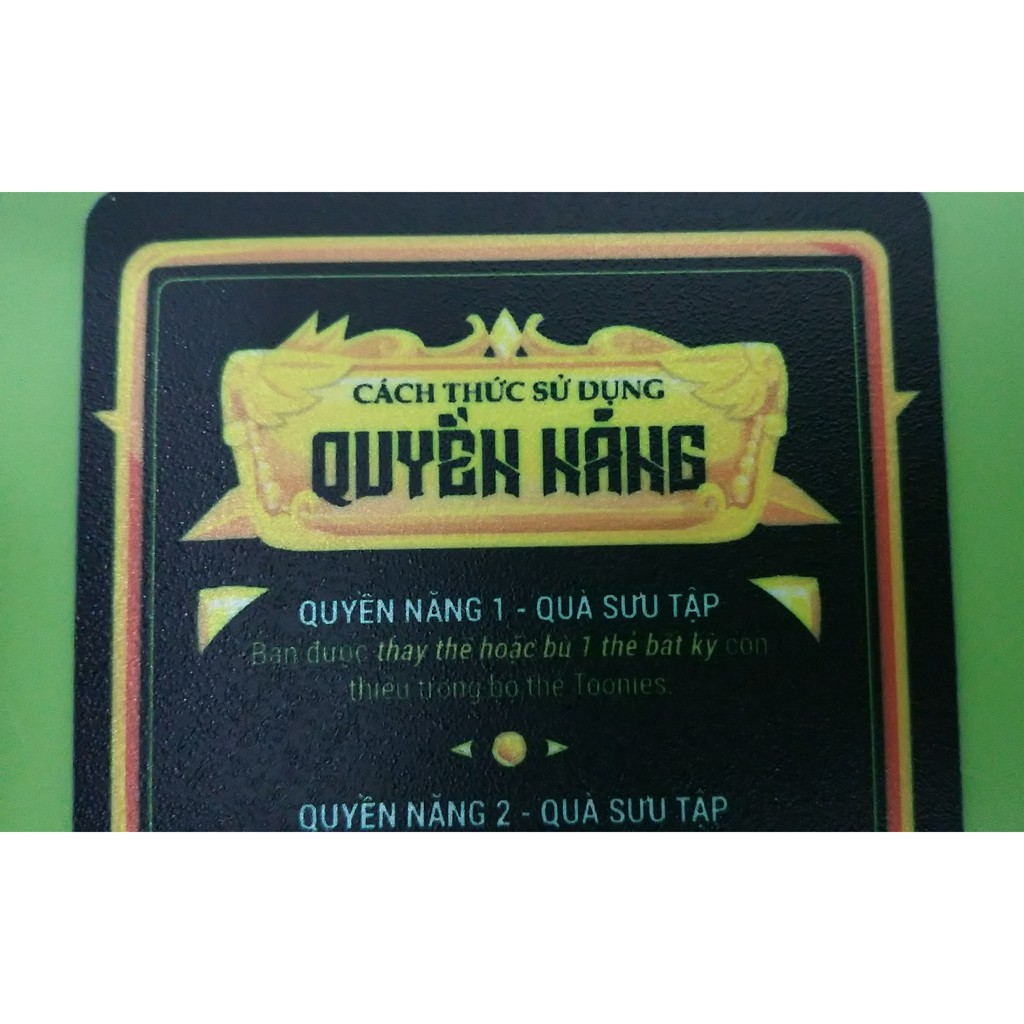 CÁCH THỨC SỬ DỤNG
QUYỀN NĂNG
QUYỀN NĂNG 1 - QUÀ SƯU TẬP
Bạn được thay thế hoặc bù 1 thẻ bất kỳ còn
thiếu trong bộ thẻ Toonies.
QUYỀN NĂNG 2 - QUÀ SƯU TẬP